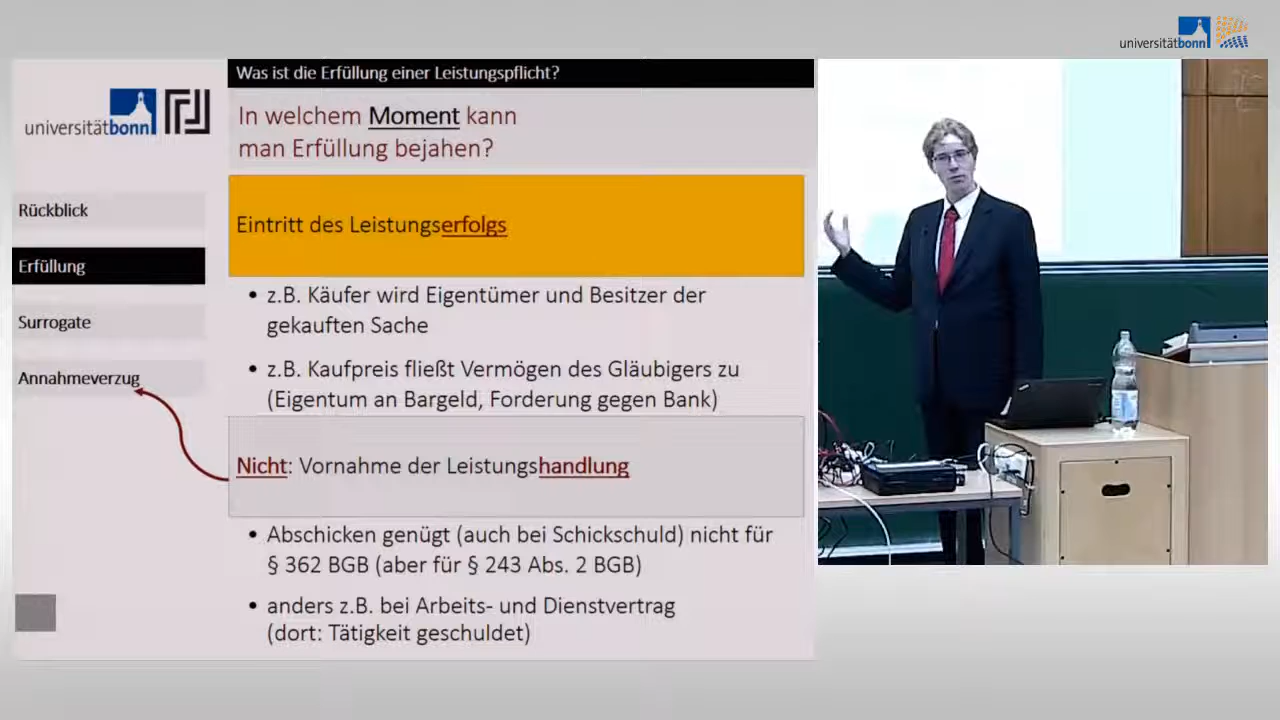 universitätbonn
Was ist die Erfüllung einer Leistungspflicht?
universitätbonn
In welchem Moment kann
man Erfüllung bejahen?
Rückblick
Erfüllung
Surrogate
Annahmeverzug
Eintritt des Leistungserfolgs
• z.B. Käufer wird Eigentümer und Besitzer der
gekauften Sache
• z.B. Kaufpreis fließt Vermögen des Gläubigers zu
(Eigentum an Bargeld, Forderung gegen Bank)
Nicht: Vornahme der Leistungshandlung
• Abschicken genügt (auch bei Schickschuld) nicht für
§ 362 BGB (aber für § 243 Abs. 2 BGB)
• anders z.B. bei Arbeits- und Dienstvertrag
(dort: Tätigkeit geschuldet)